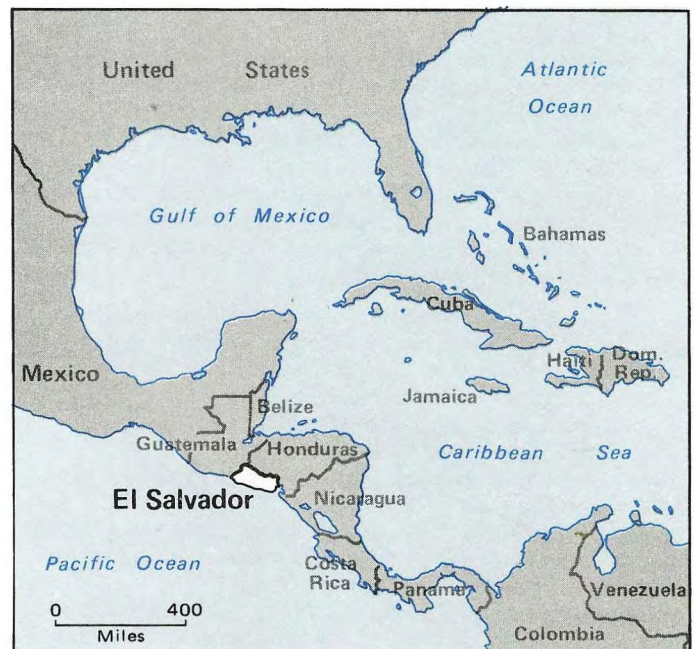 United States
Atlantic
Ocean
Gulf of Mexico
Bahamas
Cuba
Mexico
Haiti
Dom.
Rep.
Jamaica
Belize
Guatemala
Honduras
Caribbean Sea
El Salvador
Nicaragua
Pacific Ocean
Costa
Rica
Panama
Venezuela
0 400
Miles
Colombia